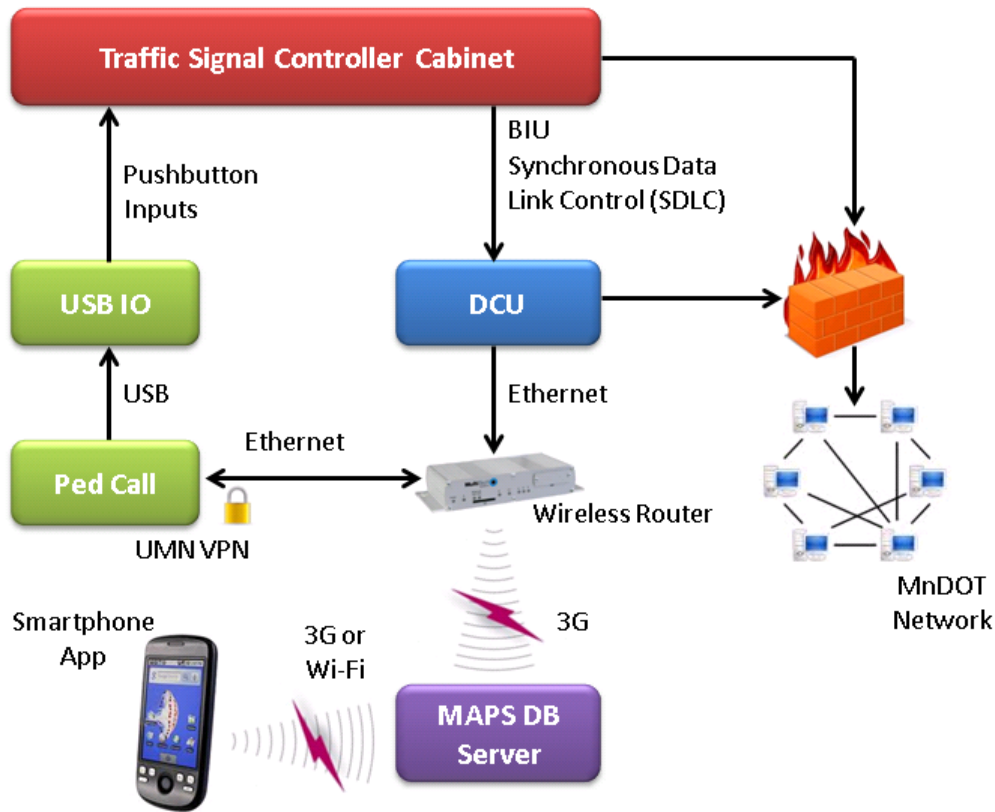 Traffic Signal Controller Cabinet
Pushbutton
Inputs
BIU
Synchronous Data
Link Control (SDLC)
USB IO
DCU
USB
Ethernet
Ped Call
Ethernet
UMN VPN
Wireless Router
MnDOT
Network
Smartphone
App
3G or
Wi-Fi
3G
MAPS DB
Server